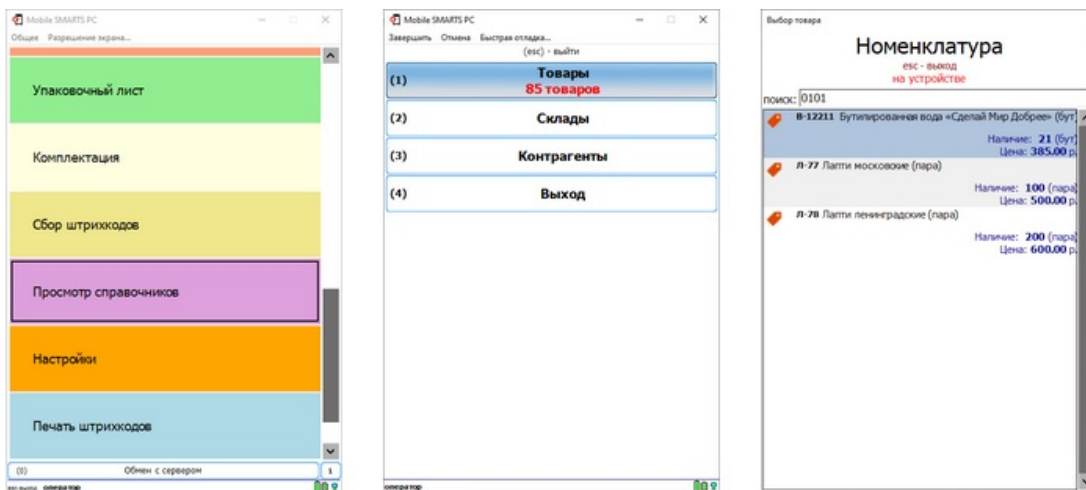 Mobile SMARTS PC
Общее Разрешение экрана...
Упаковочный лист
Комплектация
Сбор штрихкодов
Просмотр справочников
Настройки
Печать штрихкодов
(0) Обмен с сервером 1
esc-выход оператор
Mobile SMARTS PC
Завершить Отмена Быстрая отладка...
(esc) - выйти
(1) Товары
85 товаров
(2) Склады
(3) Контрагенты
(4) Выход
оператор
Выбор товара
Номенклатура
esc - выход
на устройстве
поиск: 0101
В-12211 Бутилированная вода «Сделай Мир Добрее» (бут)
Наличие: 21 (бут)
Цена: 385.00 р.
Л-77 Лапти московские (пара)
Наличие: 100 (пара)
Цена: 500.00 р.
Л-78 Лапти ленинградские (пара)
Наличие: 200 (пара)
Цена: 600.00 р.